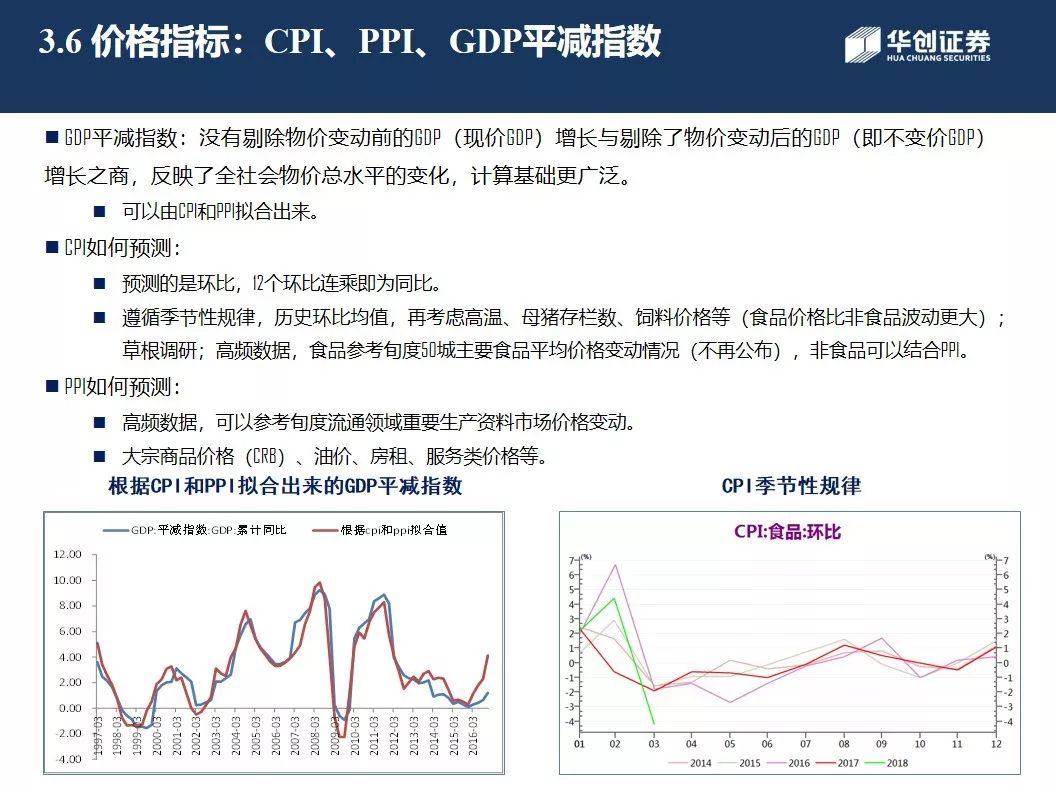 3.6 价格指标：CPI、PPI、GDP平减指数
华创证券
HUA CHUANG SECURITIES
■ GDP平减指数：没有剔除物价变动前的GDP（现价GDP）增长与剔除了物价变动后的GDP（即不变价GDP）
增长之商，反映了全社会物价总水平的变化，计算基础更广泛。
■ 可以由CPI和PPI拟合出来。
■ CPI如何预测：
■ 预测的是环比，12个环比连乘即为同比。
■ 遵循季节性规律，历史环比均值，再考虑高温、母猪存栏数、饲料价格等（食品价格比非食品波动更大）；
草根调研；高频数据，食品参考旬度50城主要食品平均价格变动情况（不再公布），非食品可以结合PPI。
■ PPI如何预测：
■ 高频数据，可以参考旬度流通领域重要生产资料市场价格变动。
■ 大宗商品价格（CRB）、油价、房租、服务类价格等。
根据CPI和PPI拟合出来的GDP平减指数
GDP:平减指数:GDP:累计同比 根据cpi和ppi拟合值
12.00
10.00
8.00
6.00
4.00
2.00
0.00
-2.00
-4.00
1997-03 1998-03 1999-03 2000-03 2001-03 2002-03 2003-03 2004-03 2005-03 2006-03 2007-03 2008-03 2009-03 2010-03 2011-03 2012-03 2013-03 2014-03 2015-03 2016-03
CPI季节性规律
CPI:食品:环比
(%) (%)
7 7
6 6
5 5
4 4
3 3
2 2
1 1
0 0
-1 -1
-2 -2
-3 -3
-4 -4
01 02 03 04 05 06 07 08 09 10 11 12
2014 2015 2016 2017 2018